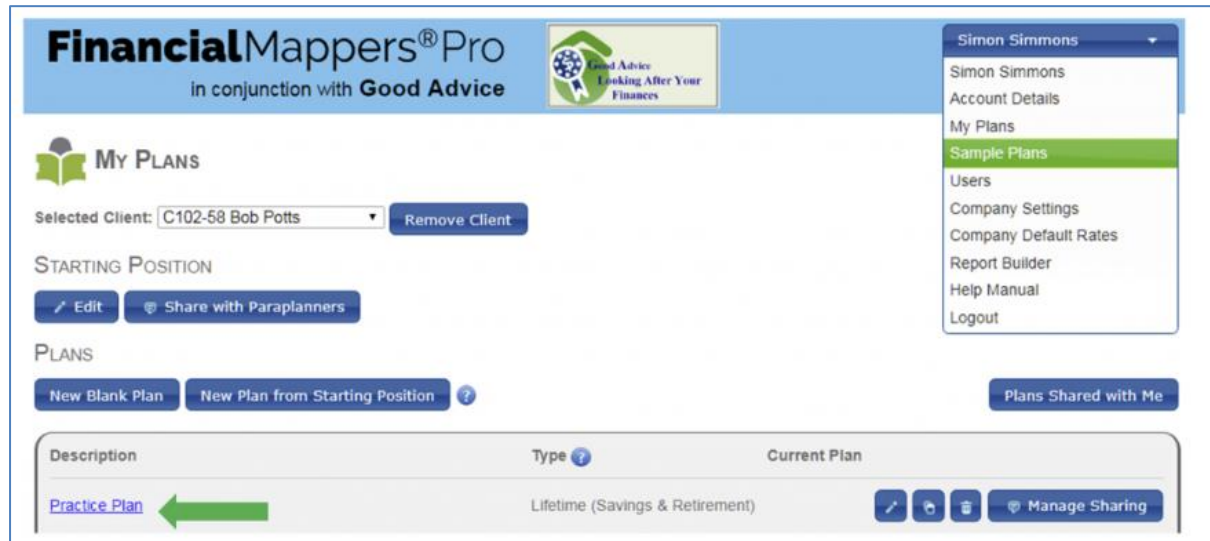 FinancialMappers®Pro
in conjunction with Good Advice
Good Advice
Looking After Your
Finances
Simon Simmons
Simon Simmons
Account Details
My Plans
Sample Plans
Users
Company Settings
Company Default Rates
Report Builder
Help Manual
Logout
MY PLANS
Selected Client: C102-58 Bob Potts Remove Client
STARTING POSITION
Edit Share with Paraplanners
PLANS
New Blank Plan New Plan from Starting Position ? Plans Shared with Me
Description Type ? Current Plan
Practice Plan Lifetime (Savings & Retirement) Manage Sharing